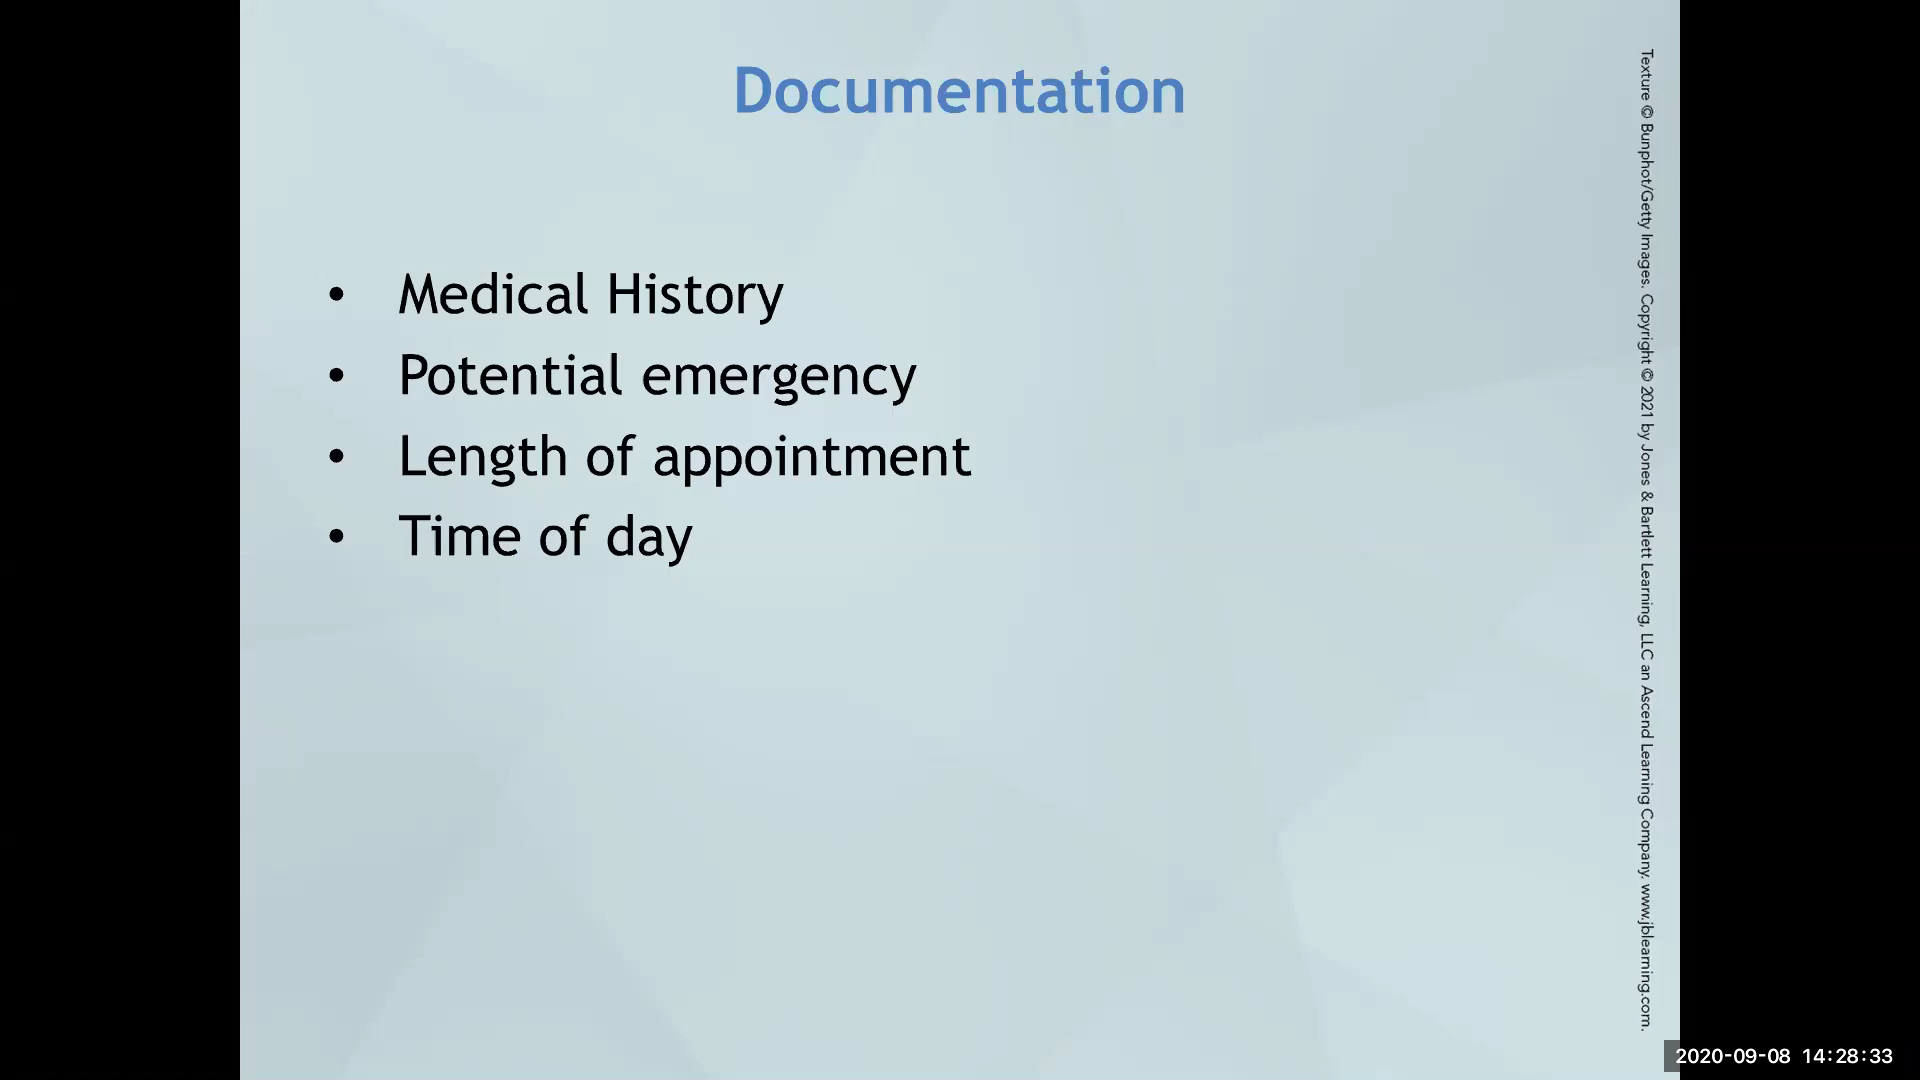 Documentation
• Medical History
• Potential emergency
• Length of appointment
• Time of day
Texture © Bunphot/Getty Images. Copyright © 2021 by Jones & Bartlett Learning, LLC an Ascend Learning Company. www.jblearning.com.
2020-09-08 14:28:33